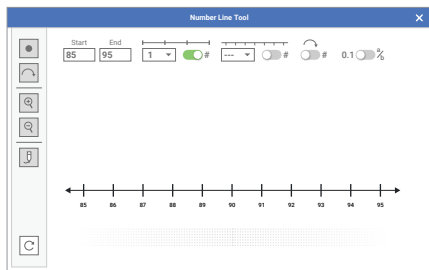 Number Line Tool
Start End
85 95 1 # --- # # 0.1 a/b
85 86 87 88 89 90 91 92 93 94 95